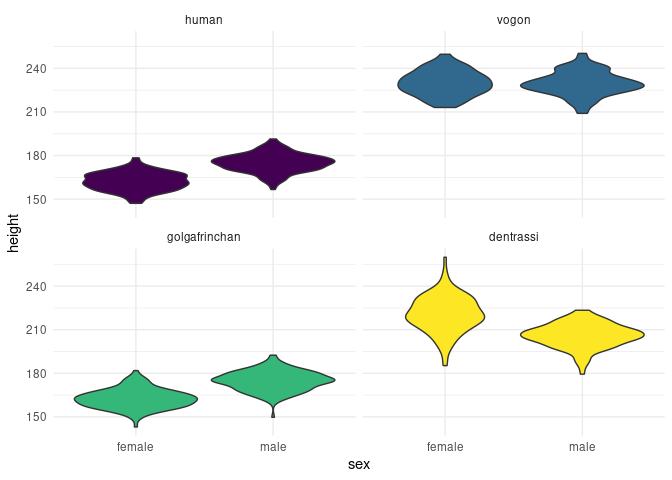 human
vogon
240
210
180
150
golgafrinchan
dentrassi
240
210
180
150
height
female
male
female
male
sex